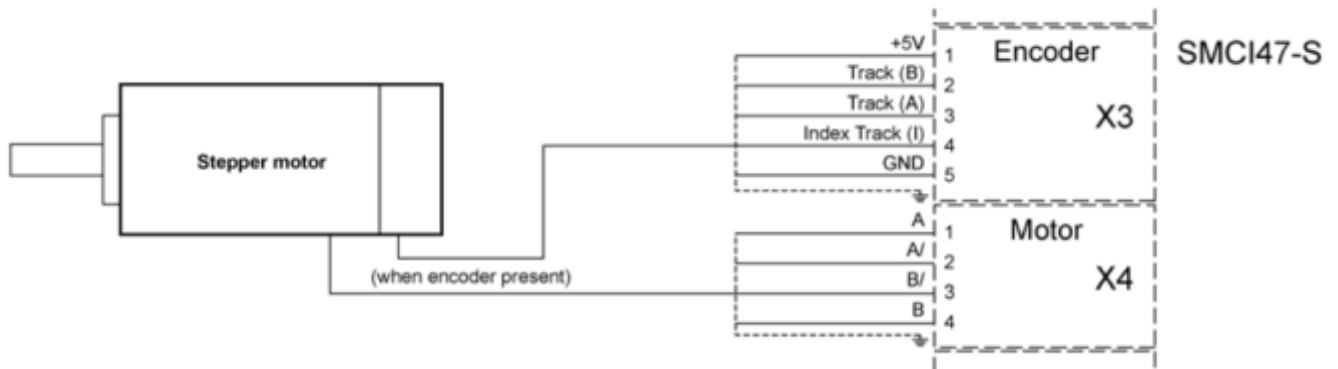 +5V
1
Encoder
SMCI47-S
Track (B)
2
Track (A)
3
X3
Index Track (I)
4
GND
5
Stepper motor
A
1
Motor
A/
2
(when encoder present)
B/
3
X4
B
4